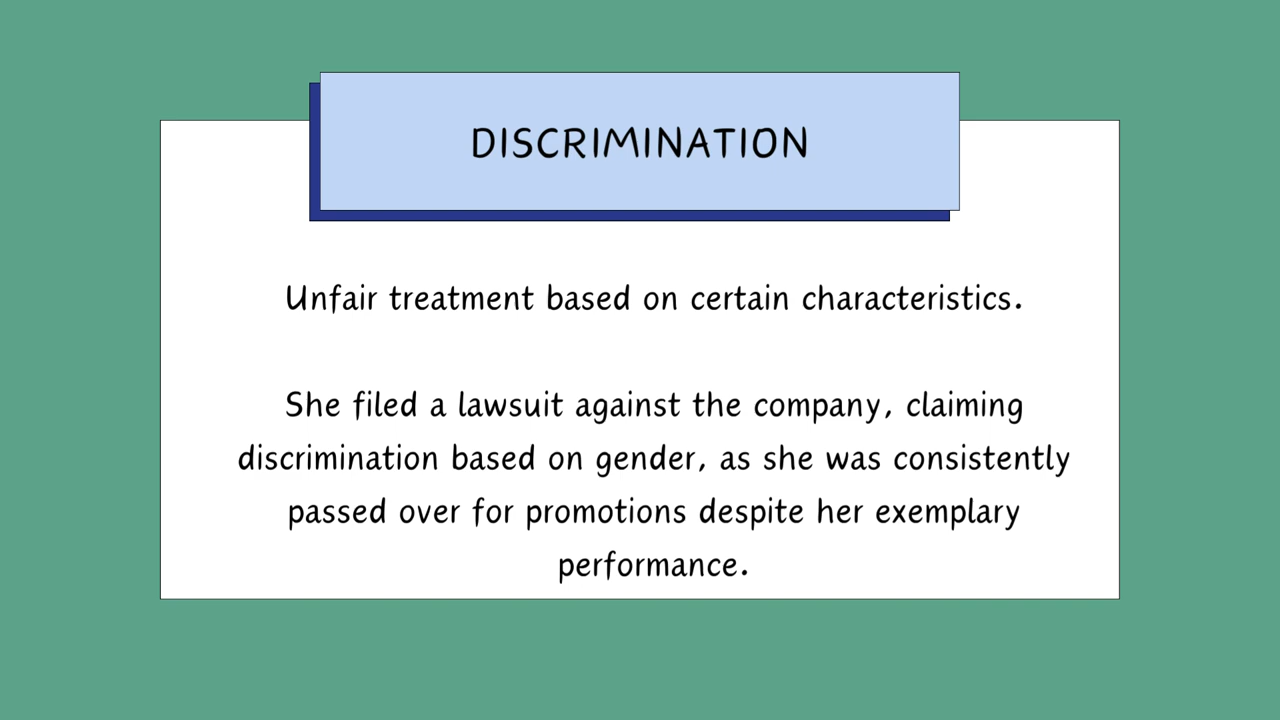 DISCRIMINATION
Unfair treatment based on certain characteristics.
She filed a lawsuit against the company, claiming
discrimination based on gender, as she was consistently
passed over for promotions despite her exemplary
performance.